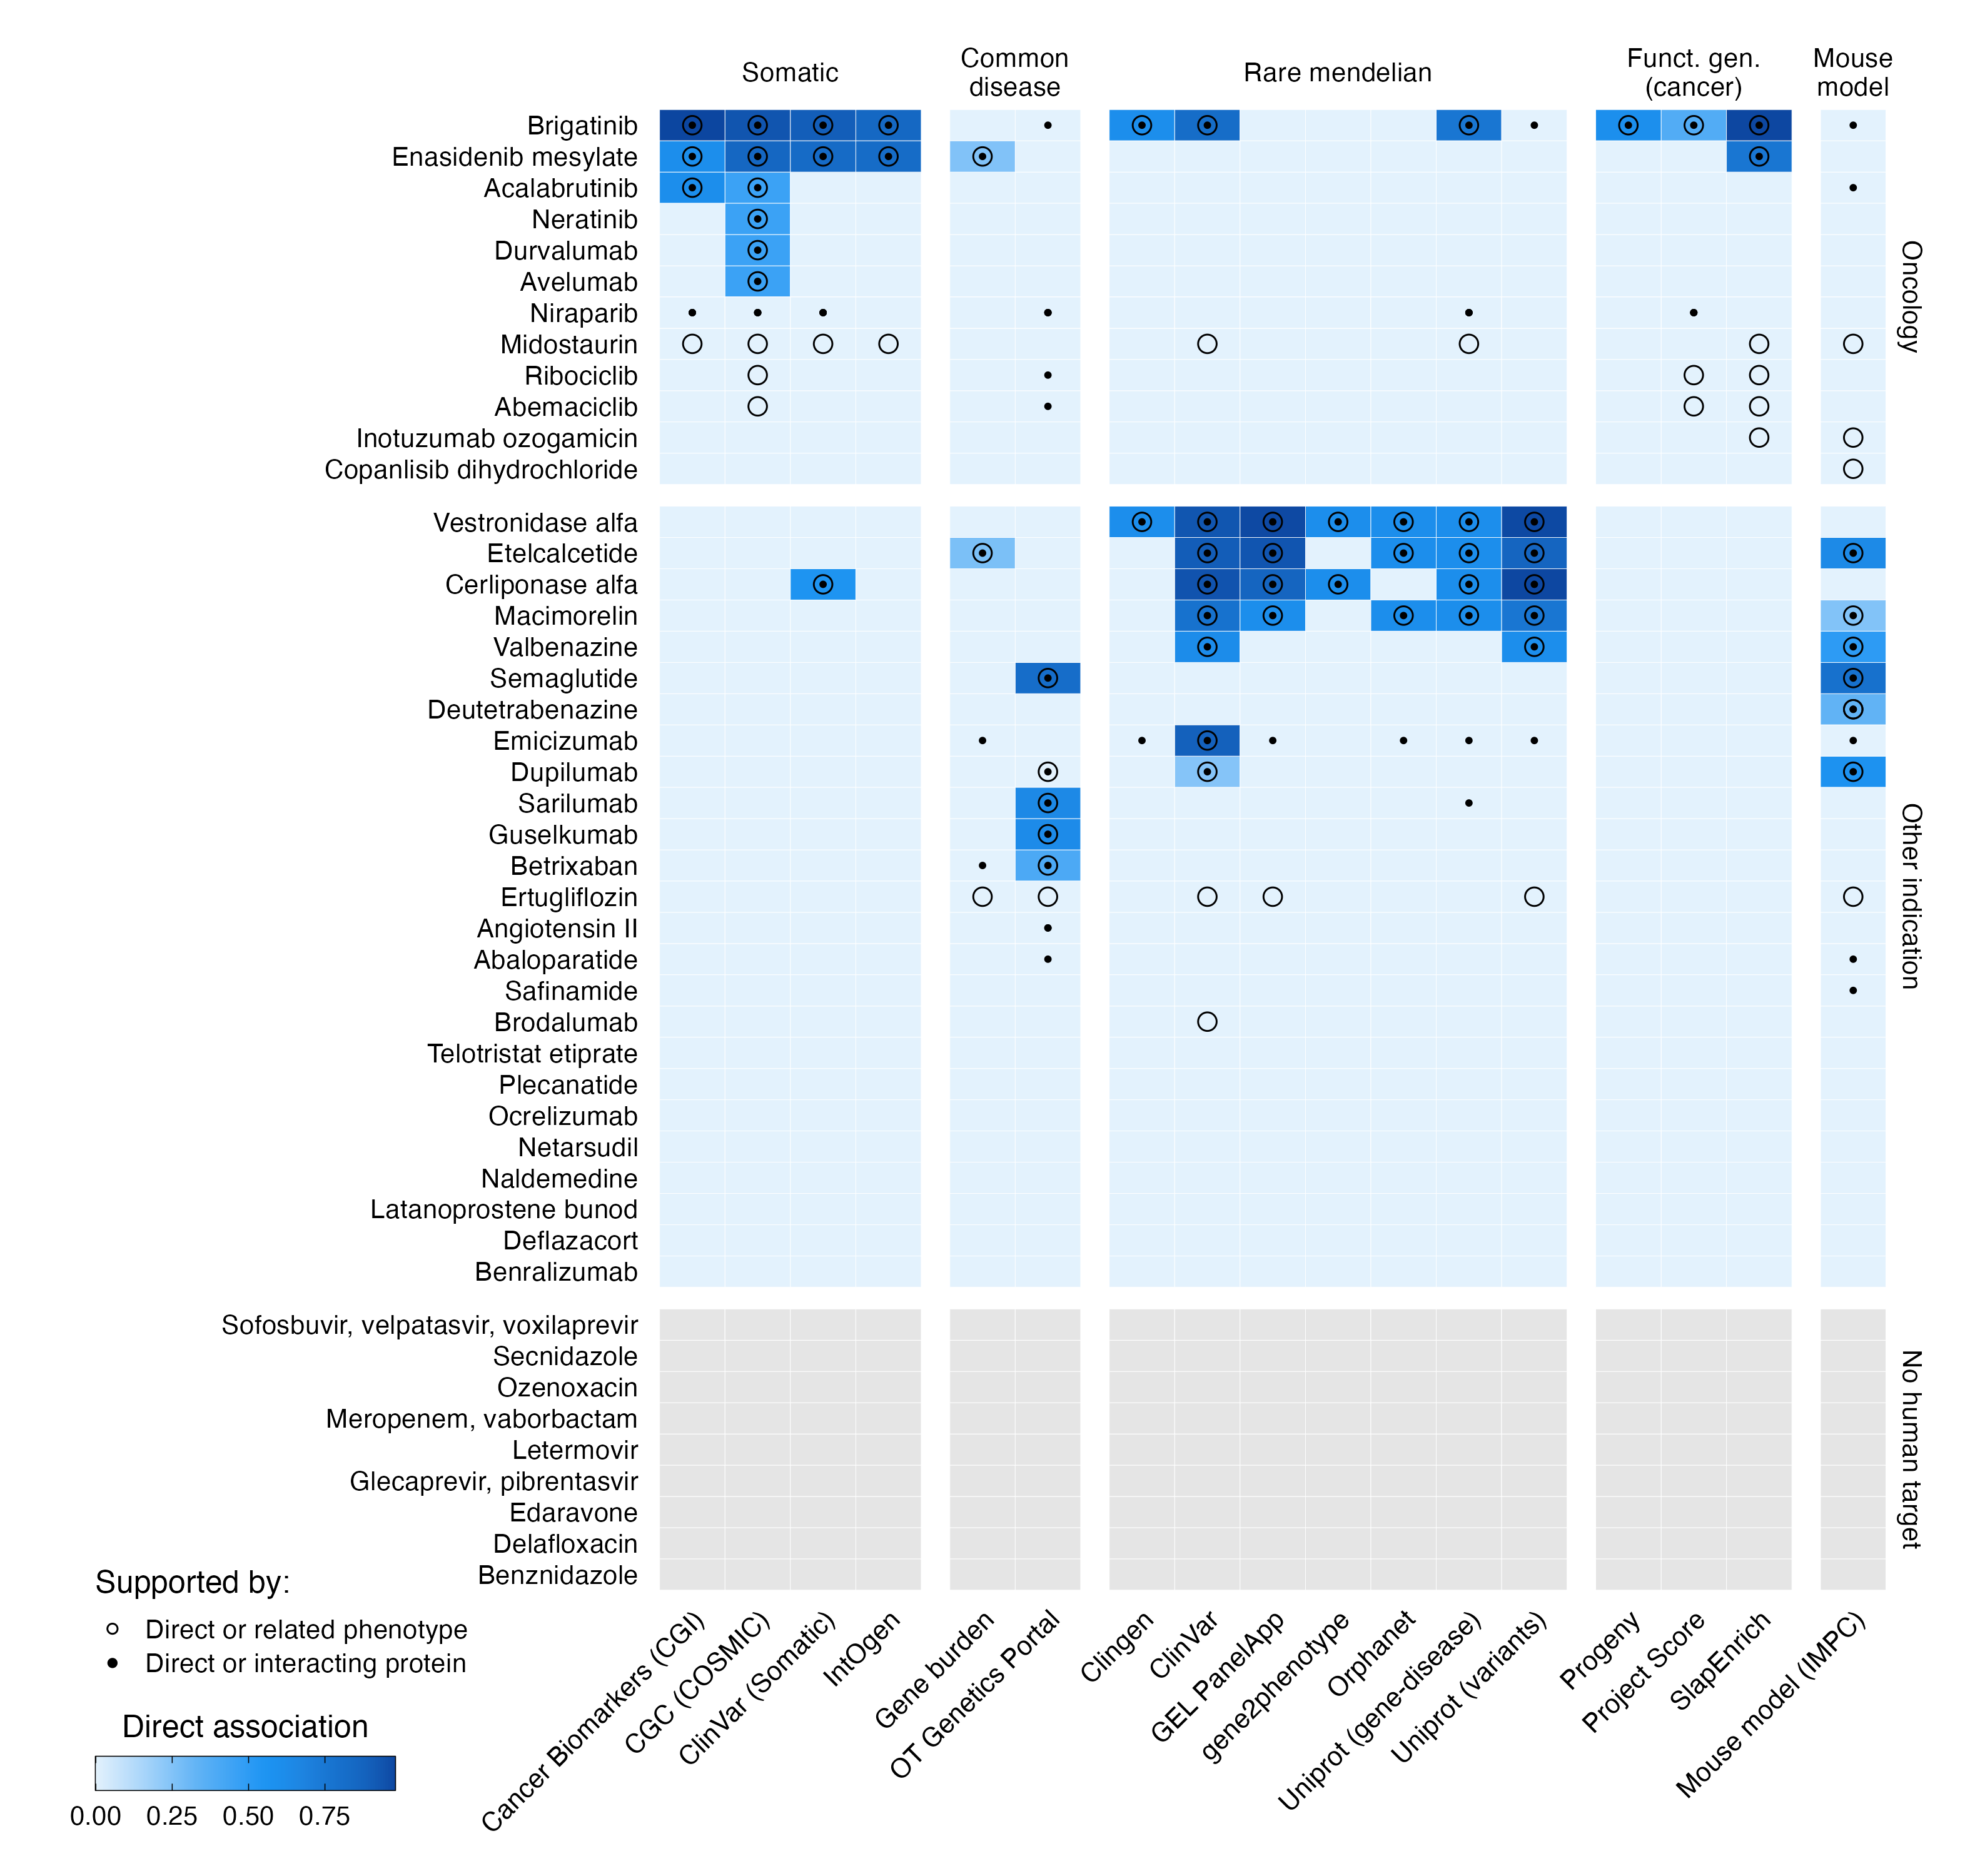 Somatic
Common
disease
Rare mendelian
Funct. gen.
(cancer)
Mouse
model
Brigatinib
Enasidenib mesylate
Acalabrutinib
Neratinib
Durvalumab
Avelumab
Niraparib
Midostaurin
Ribociclib
Abemaciclib
Inotuzumab ozogamicin
Copanlisib dihydrochloride
Oncology
Vestronidase alfa
Etelcalcetide
Cerliponase alfa
Macimorelin
Valbenazine
Semaglutide
Deutetrabenazine
Emicizumab
Dupilumab
Sarilumab
Guselkumab
Betrixaban
Ertugliflozin
Angiotensin II
Abaloparatide
Safinamide
Brodalumab
Telotristat etiprate
Plecanatide
Ocrelizumab
Netarsudil
Naldemedine
Latanoprostene bunod
Deflazacort
Benralizumab
Other indication
Sofosbuvir, velpatasvir, voxilaprevir
Secnidazole
Ozenoxacin
Meropenem, vaborbactam
Letermovir
Glecaprevir, pibrentasvir
Edaravone
Delafloxacin
Benznidazole
No human target
Cancer Biomarkers (CGI)
CGC (COSMIC)
ClinVar (Somatic)
IntOgen
Gene burden
OT Genetics Portal
Clingen
ClinVar
GEL PanelApp
gene2phenotype
Orphanet
Uniprot (gene-disease)
Uniprot (variants)
Progeny
Project Score
SlapEnrich
Mouse model (IMPC)
Supported by:
Direct or related phenotype
Direct or interacting protein
Direct association
0.00 0.25 0.50 0.75